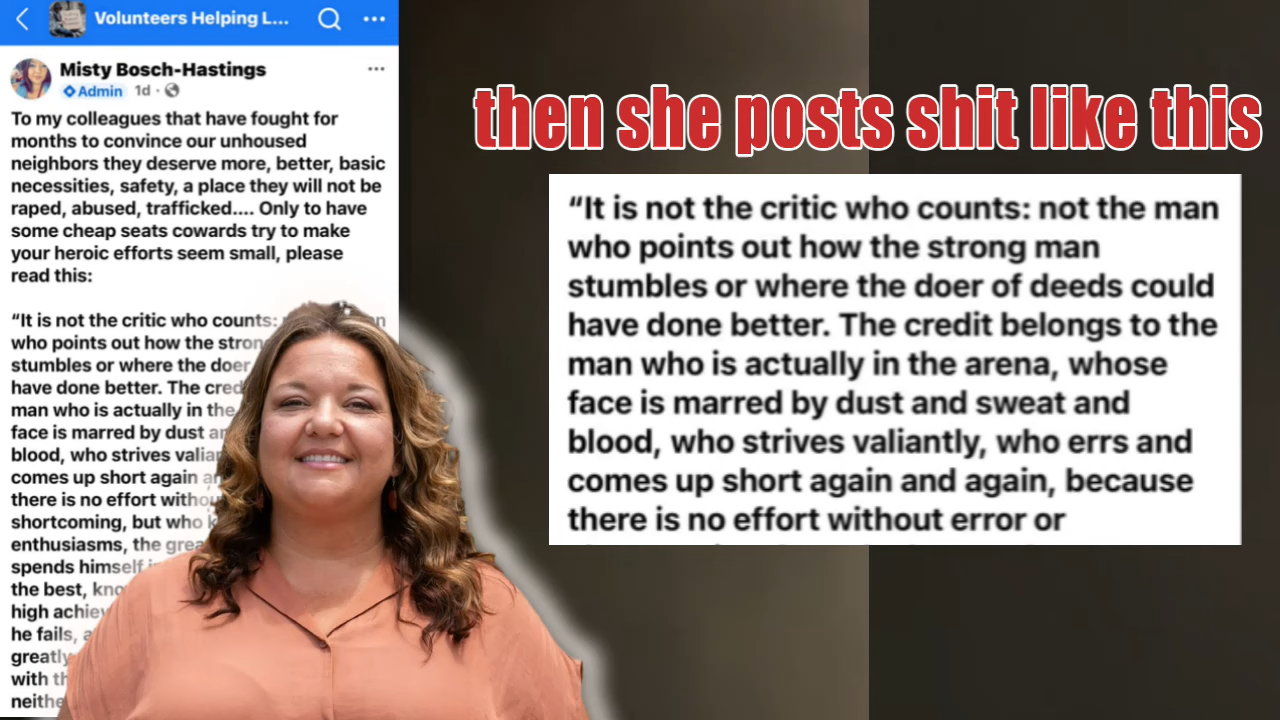 Volunteers Helping L...
Misty Bosch-Hastings
Admin 1d ·
To my colleagues that have fought for
months to convince our unhoused
neighbors they deserve more, better, basic
necessities, safety, a place they will not be
raped, abused, trafficked.... Only to have
some cheap seats cowards try to make
your heroic efforts seem small, please
read this:
“It is not the critic who counts:
who points out how the stron
stumbles or where the doer
have done better. The cred
man who is actually in the
face is marred by dust an
blood, who strives valian
comes up short again an
there is no effort withou
shortcoming, but who k
enthusiasms, the grea
spends himself
the best, kno
high achiev
he fails,
greatly
with th
neithe
then she posts shit like this
“It is not the critic who counts: not the man
who points out how the strong man
stumbles or where the doer of deeds could
have done better. The credit belongs to the
man who is actually in the arena, whose
face is marred by dust and sweat and
blood, who strives valiantly, who errs and
comes up short again and again, because
there is no effort without error or